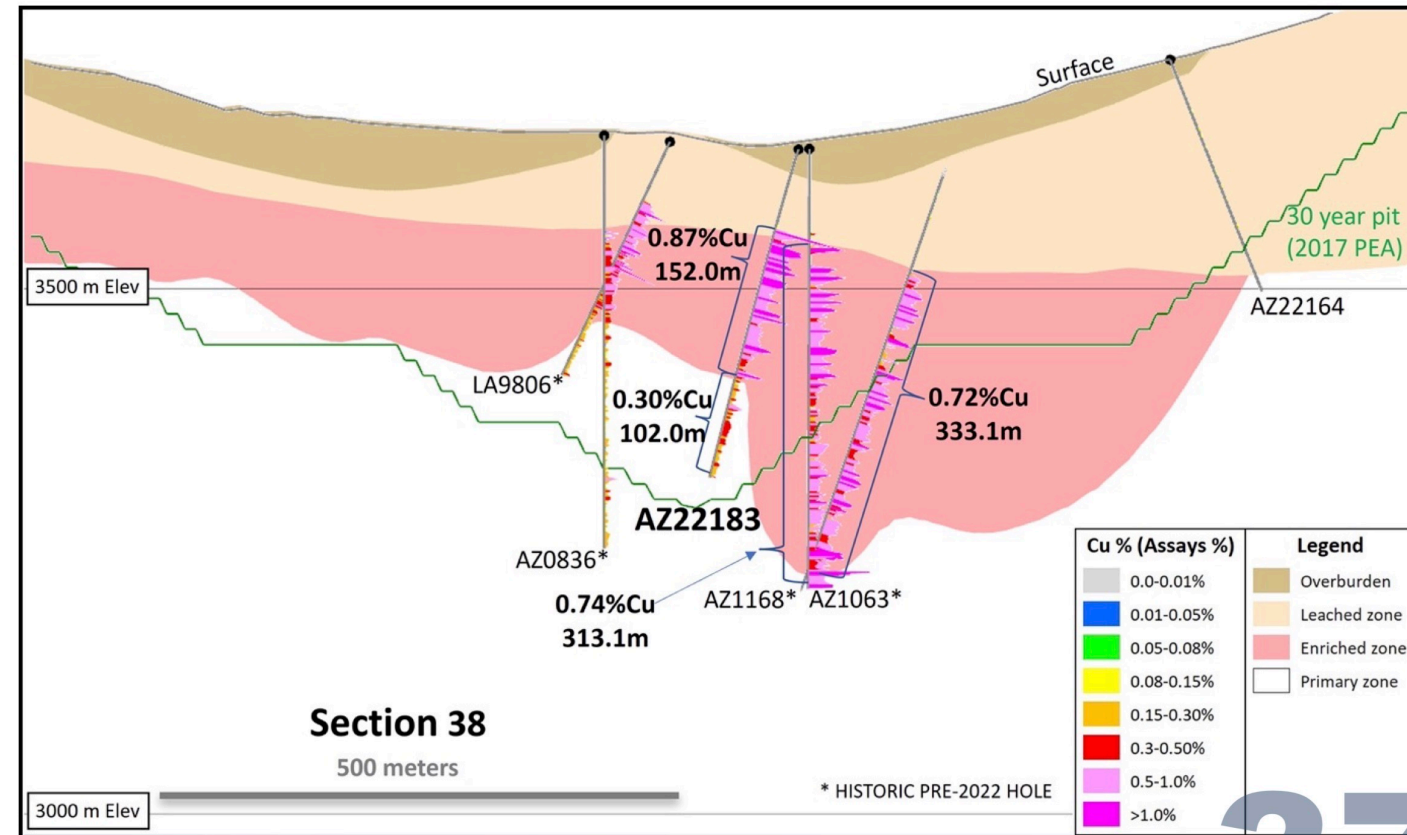 Surface
30 year pit
(2017 PEA)
0.87%Cu
152.0m
3500 m Elev
AZ22164
LA9806*
0.30%Cu
102.0m
0.72%Cu
333.1m
AZ22183
AZ0836*
AZ1168*
AZ1063*
0.74%Cu
313.1m
Section 38
500 meters
* HISTORIC PRE-2022 HOLE
3000 m Elev
Cu % (Assays %)
0.0-0.01%
0.01-0.05%
0.05-0.08%
0.08-0.15%
0.15-0.30%
0.3-0.50%
0.5-1.0%
>1.0%
Legend
Overburden
Leached zone
Enriched zone
Primary zone